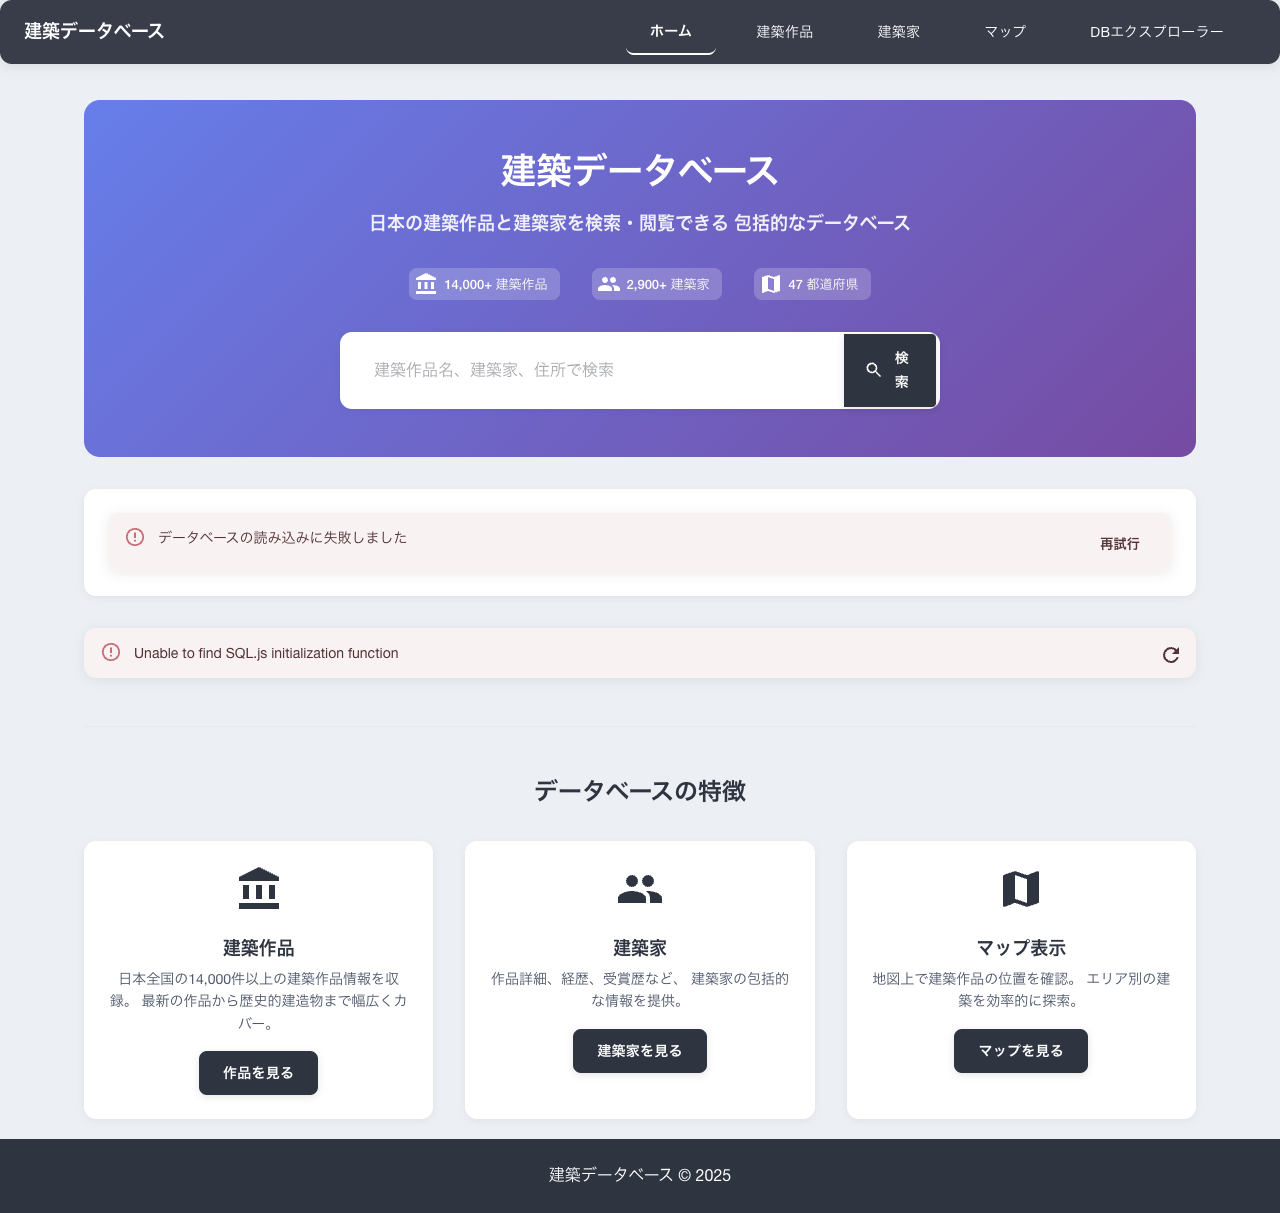 建築データベース
ホーム
建築作品
建築家
マップ
DBエクスプローラー
建築データベース
日本の建築作品と建築家を検索・閲覧できる 包括的なデータベース
14,000+ 建築作品
2,900+ 建築家
47 都道府県
建築作品名、建築家、住所で検索
検
索
データベースの読み込みに失敗しました
再試行
Unable to find SQL.js initialization function
データベースの特徴
建築作品
日本全国の14,000件以上の建築作品情報を収
録。 最新の作品から歴史的建造物まで幅広くカ
バー。
作品を見る
建築家
作品詳細、経歴、受賞歴など、 建築家の包括的
な情報を提供。
建築家を見る
マップ表示
地図上で建築作品の位置を確認。 エリア別の建
築を効率的に探索。
マップを見る
建築データベース © 2025